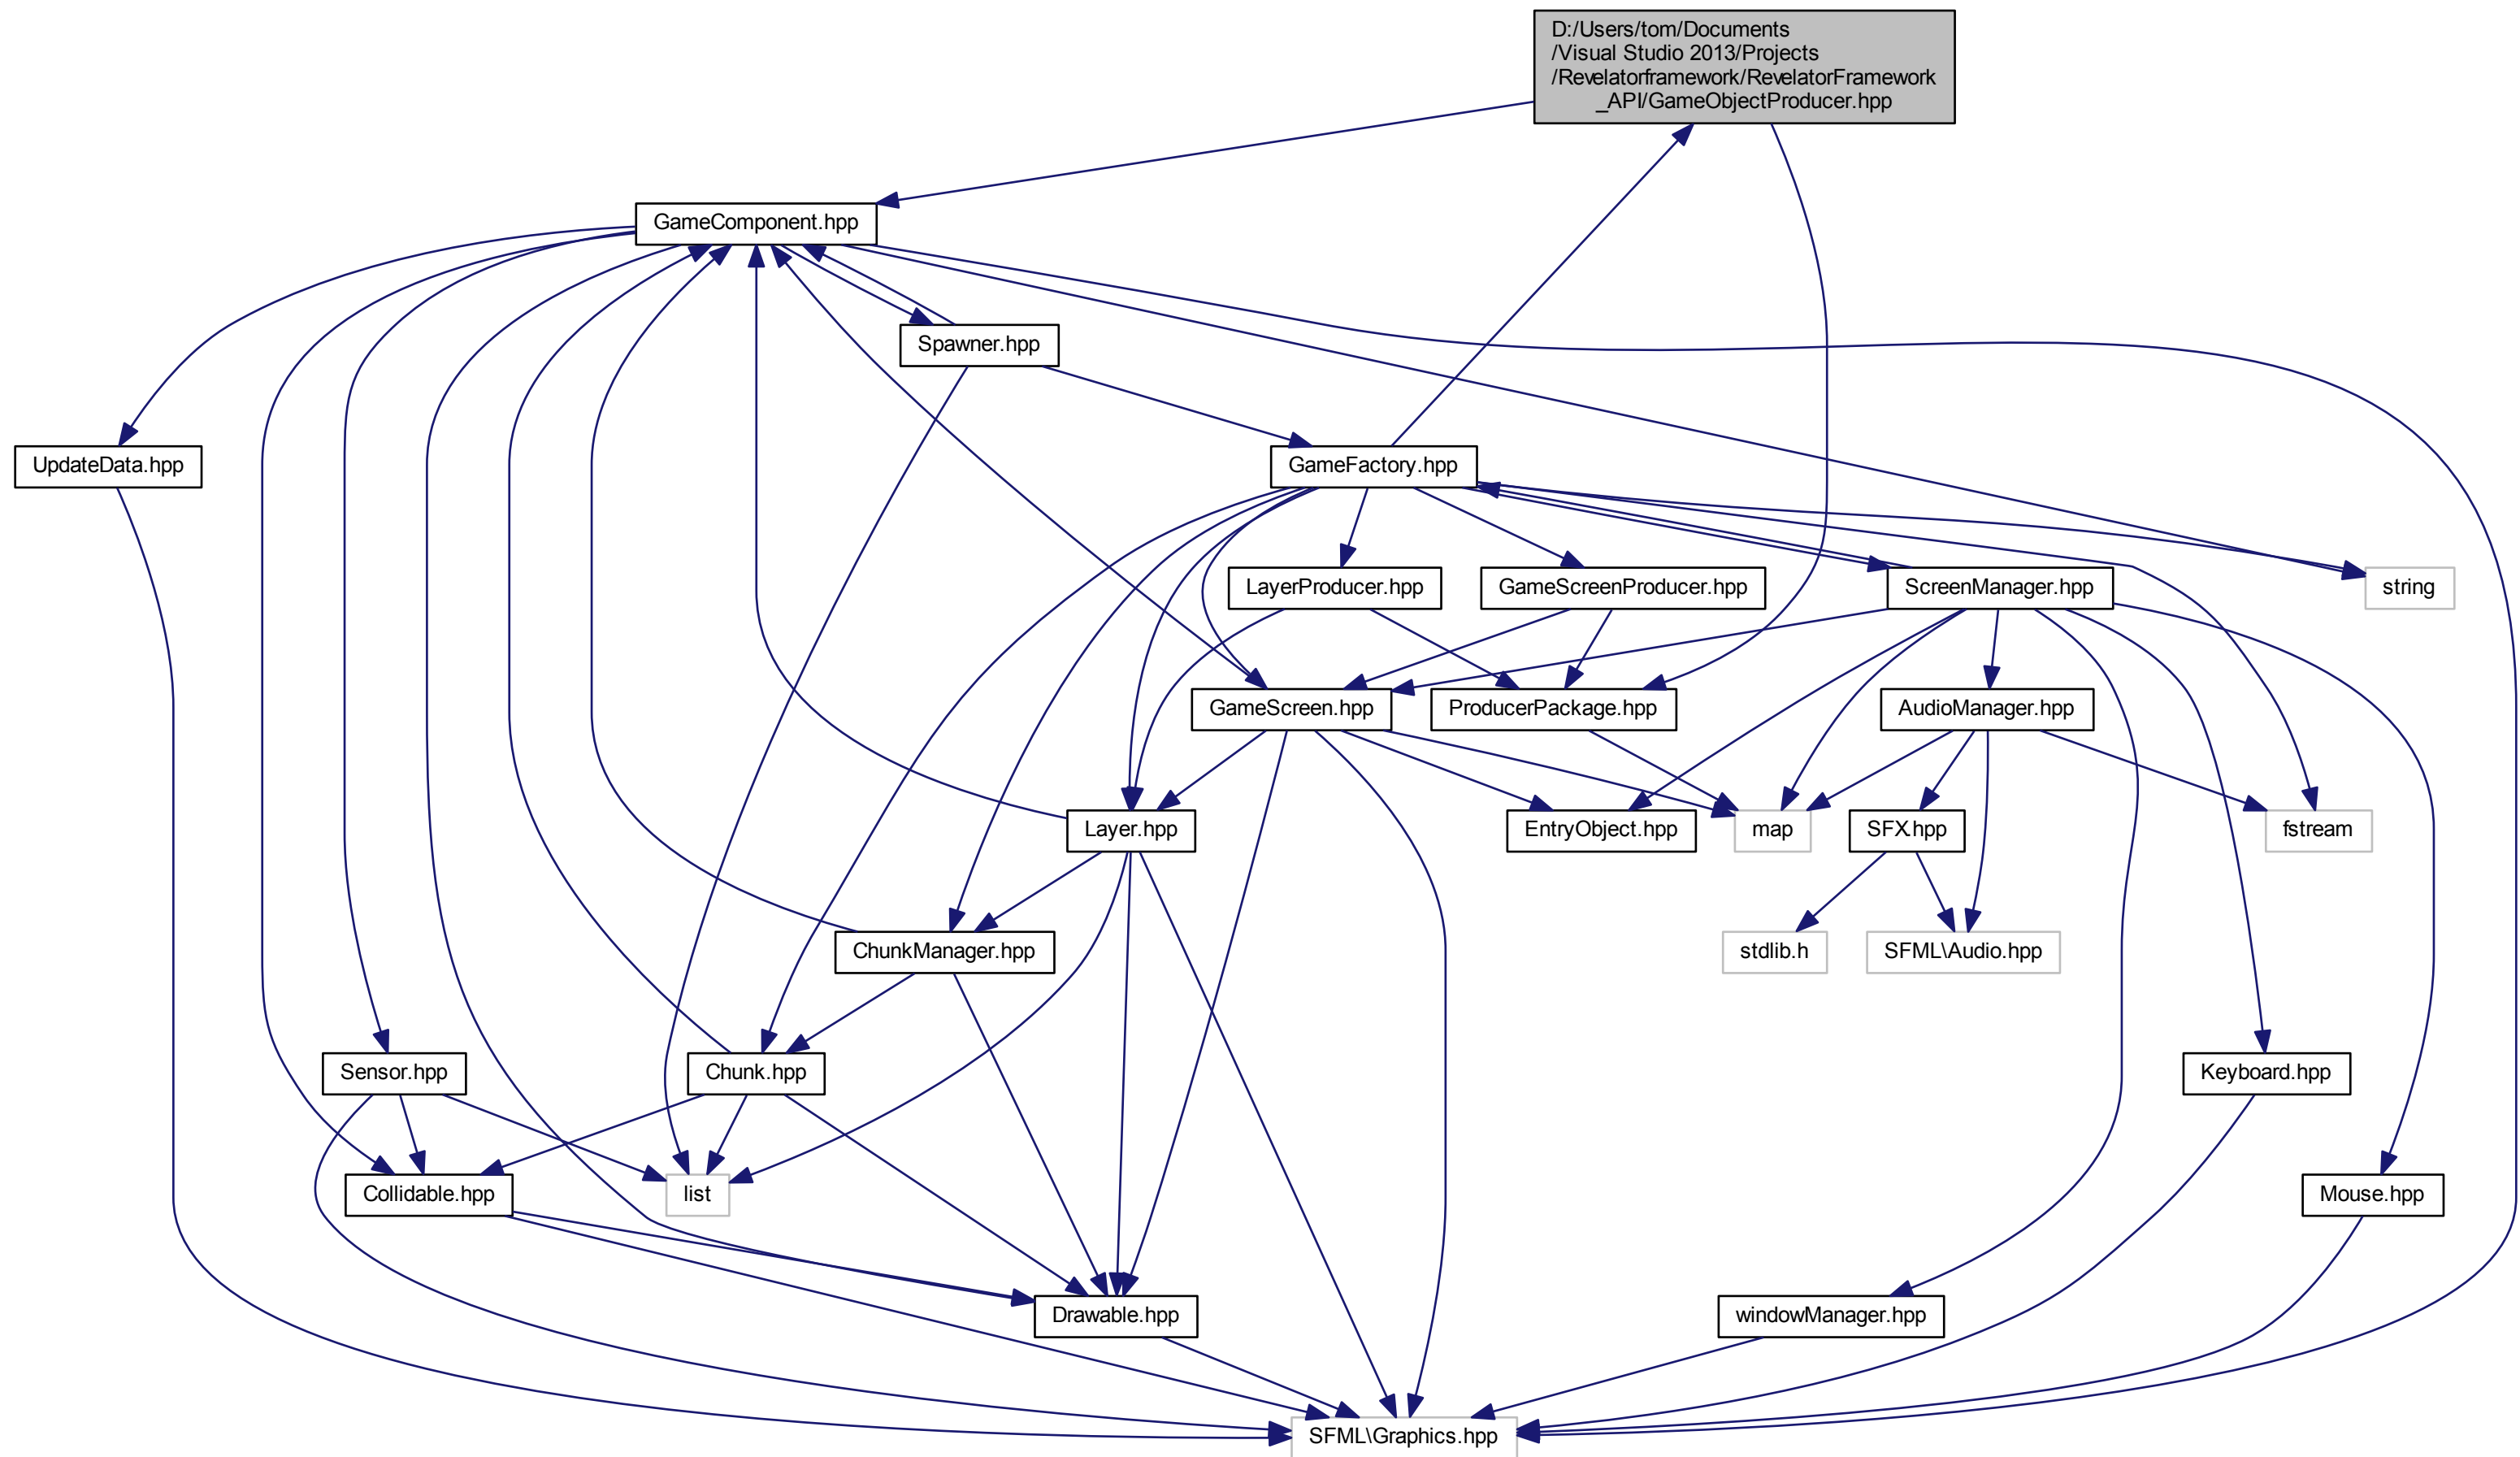 D:/Users/tom/Documents
/Visual Studio 2013/Projects
/Revelatorframework/RevelatorFramework
_API/GameObjectProducer.hpp
GameComponent.hpp
Spawner.hpp
UpdateData.hpp
GameFactory.hpp
LayerProducer.hpp
GameScreenProducer.hpp
ScreenManager.hpp
string
GameScreen.hpp
ProducerPackage.hpp
AudioManager.hpp
Layer.hpp
EntryObject.hpp
map
SFX.hpp
fstream
ChunkManager.hpp
stdlib.h
SFML\Audio.hpp
Sensor.hpp
Chunk.hpp
Keyboard.hpp
Collidable.hpp
list
Mouse.hpp
Drawable.hpp
windowManager.hpp
SFML\Graphics.hpp